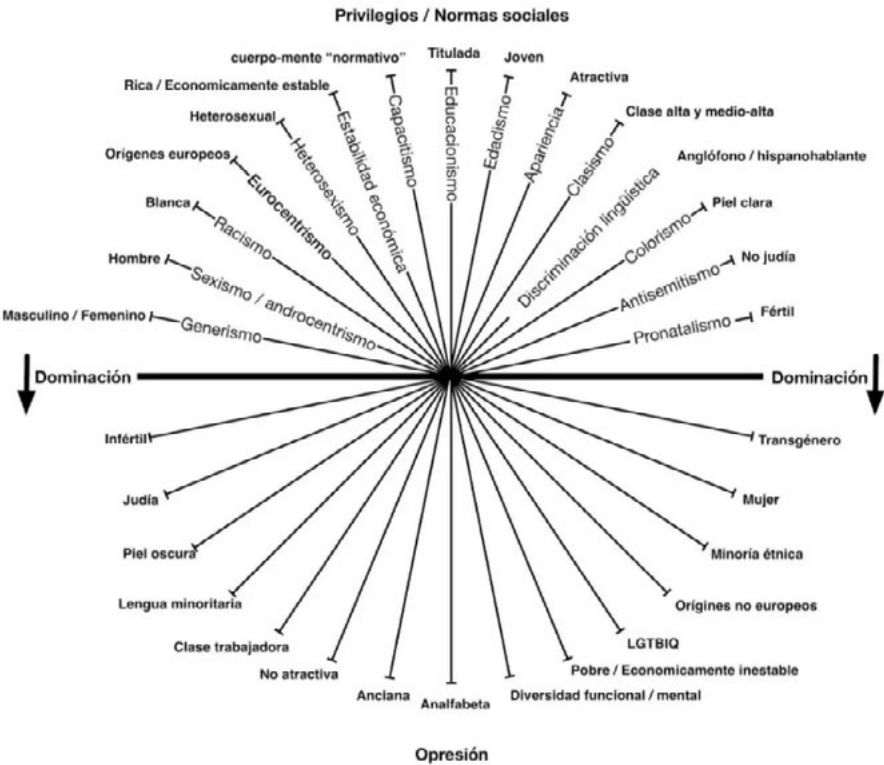 Privilegios / Normas sociales
cuerpo-mente “normativo”
Titulada
Joven
Rica / Economicamente estable
Atractiva
Heterosexual
Clase alta y medio-alta
Orígenes europeos
Anglófono / hispanohablante
Blanca
Piel clara
Hombre
No judía
Masculino / Femenino
Fértil
Generismo
Sexismo / androcentrismo
Racismo
Eurocentrismo
Heterosexismo
Estabilidad económica
Capacitismo
Educacionismo
Edadismo
Apariencia
Clasismo
Discriminación lingüística
Colorismo
Antisemitismo
Pronatalismo
Dominación
Dominación
Infértil
Transgénero
Judía
Mujer
Piel oscura
Minoría étnica
Lengua minoritaria
Orígines no europeos
Clase trabajadora
LGTBIQ
No atractiva
Pobre / Economicamente inestable
Anciana
Analfabeta
Diversidad funcional / mental
Opresión